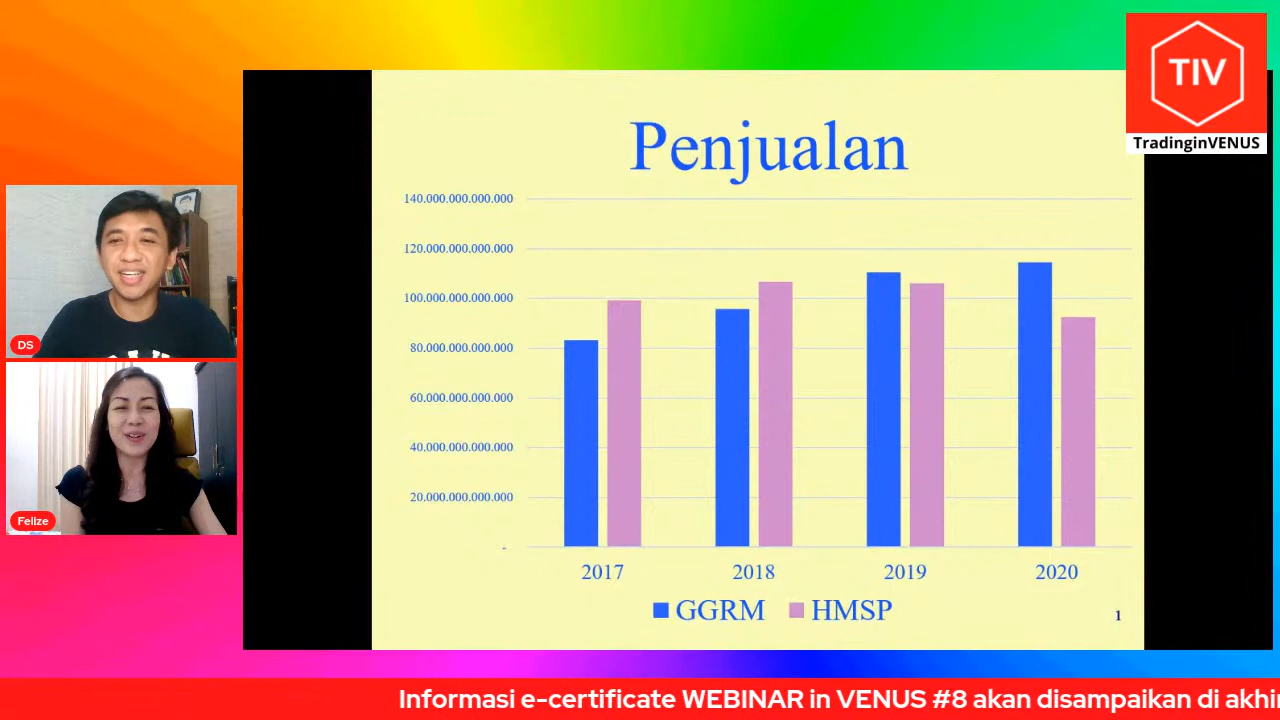 TIV
TradinginVENUS
Penjualan
140.000.000.000.000
120.000.000.000.000
100.000.000.000.000
80.000.000.000.000
60.000.000.000.000
40.000.000.000.000
20.000.000.000.000
-
2017 2018 2019 2020
GGRM HMSP
1
DS
Felize
Informasi e-certificate WEBINAR in VENUS #8 akan disampaikan di akhi